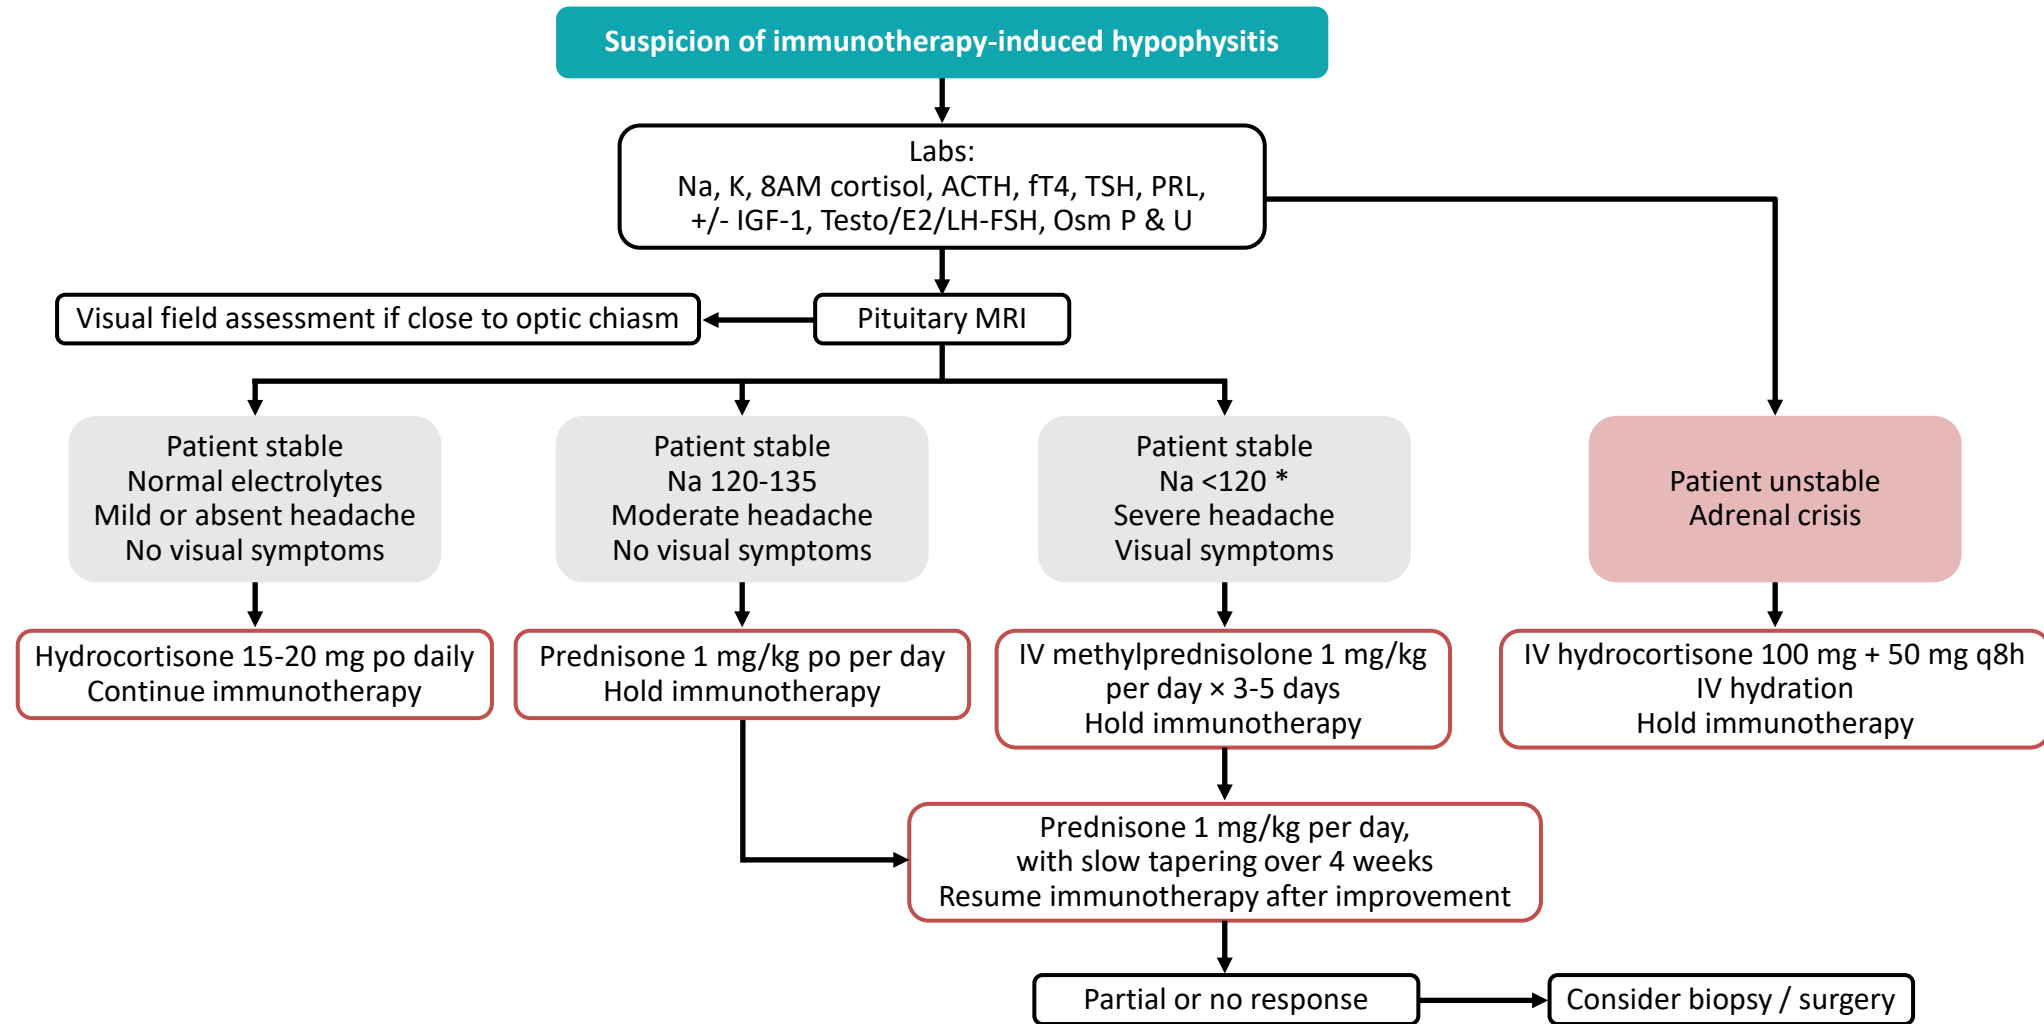 Suspicion of immunotherapy-induced hypophysitis
Labs:
Na, K, 8AM cortisol, ACTH, fT4, TSH, PRL,
+/- IGF-1, Testo/E2/LH-FSH, Osm P & U
Visual field assessment if close to optic chiasm
Pituitary MRI
Patient stable
Normal electrolytes
Mild or absent headache
No visual symptoms
Patient stable
Na 120-135
Moderate headache
No visual symptoms
Patient stable
Na <120 *
Severe headache
Visual symptoms
Patient unstable
Adrenal crisis
Hydrocortisone 15-20 mg po daily
Continue immunotherapy
Prednisone 1 mg/kg po per day
Hold immunotherapy
IV methylprednisolone 1 mg/kg
per day × 3-5 days
Hold immunotherapy
IV hydrocortisone 100 mg + 50 mg q8h
IV hydration
Hold immunotherapy
Prednisone 1 mg/kg per day,
with slow tapering over 4 weeks
Resume immunotherapy after improvement
Partial or no response
Consider biopsy / surgery